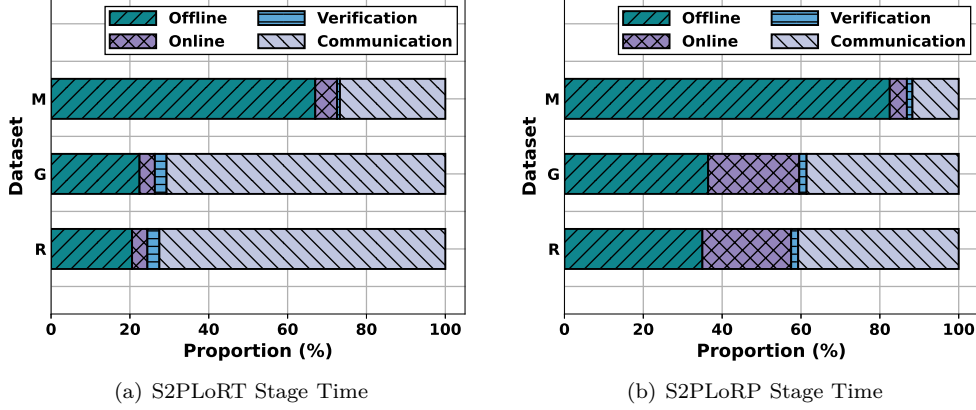 Offline Verification
Online Communication
M
G
R
Dataset
0 20 40 60 80 100
Proportion (%)
(a) S2PLoRT Stage Time
Offline Verification
Online Communication
M
G
R
Dataset
0 20 40 60 80 100
Proportion (%)
(b) S2PLoRP Stage Time